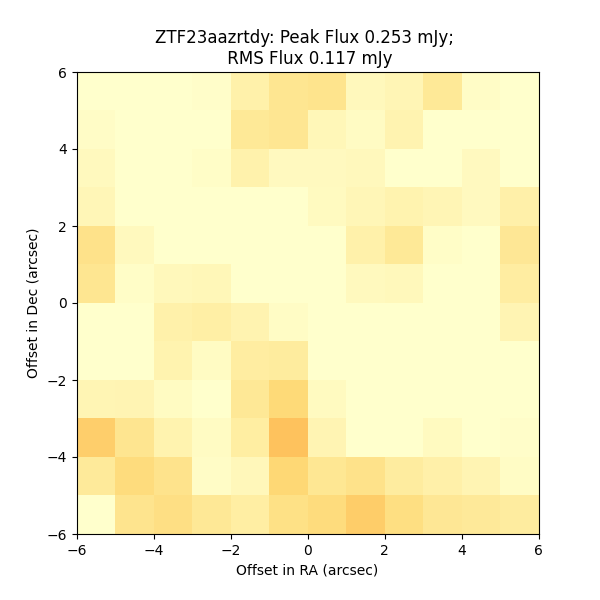 ZTF23aazrtdy: Peak Flux 0.253 mJy;
RMS Flux 0.117 mJy
6
4
2
0
−2
−4
−6
Offset in Dec (arcsec)
−6 −4 −2 0 2 4 6
Offset in RA (arcsec)